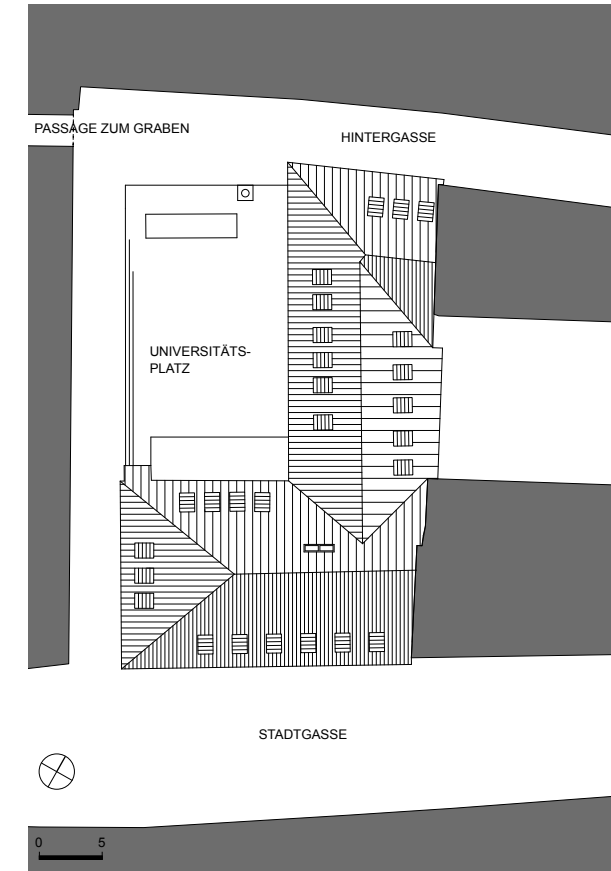 PASSAGE ZUM GRABEN
HINTERGASSE
UNIVERSITÄTS-
PLATZ
STADTGASSE
0 5